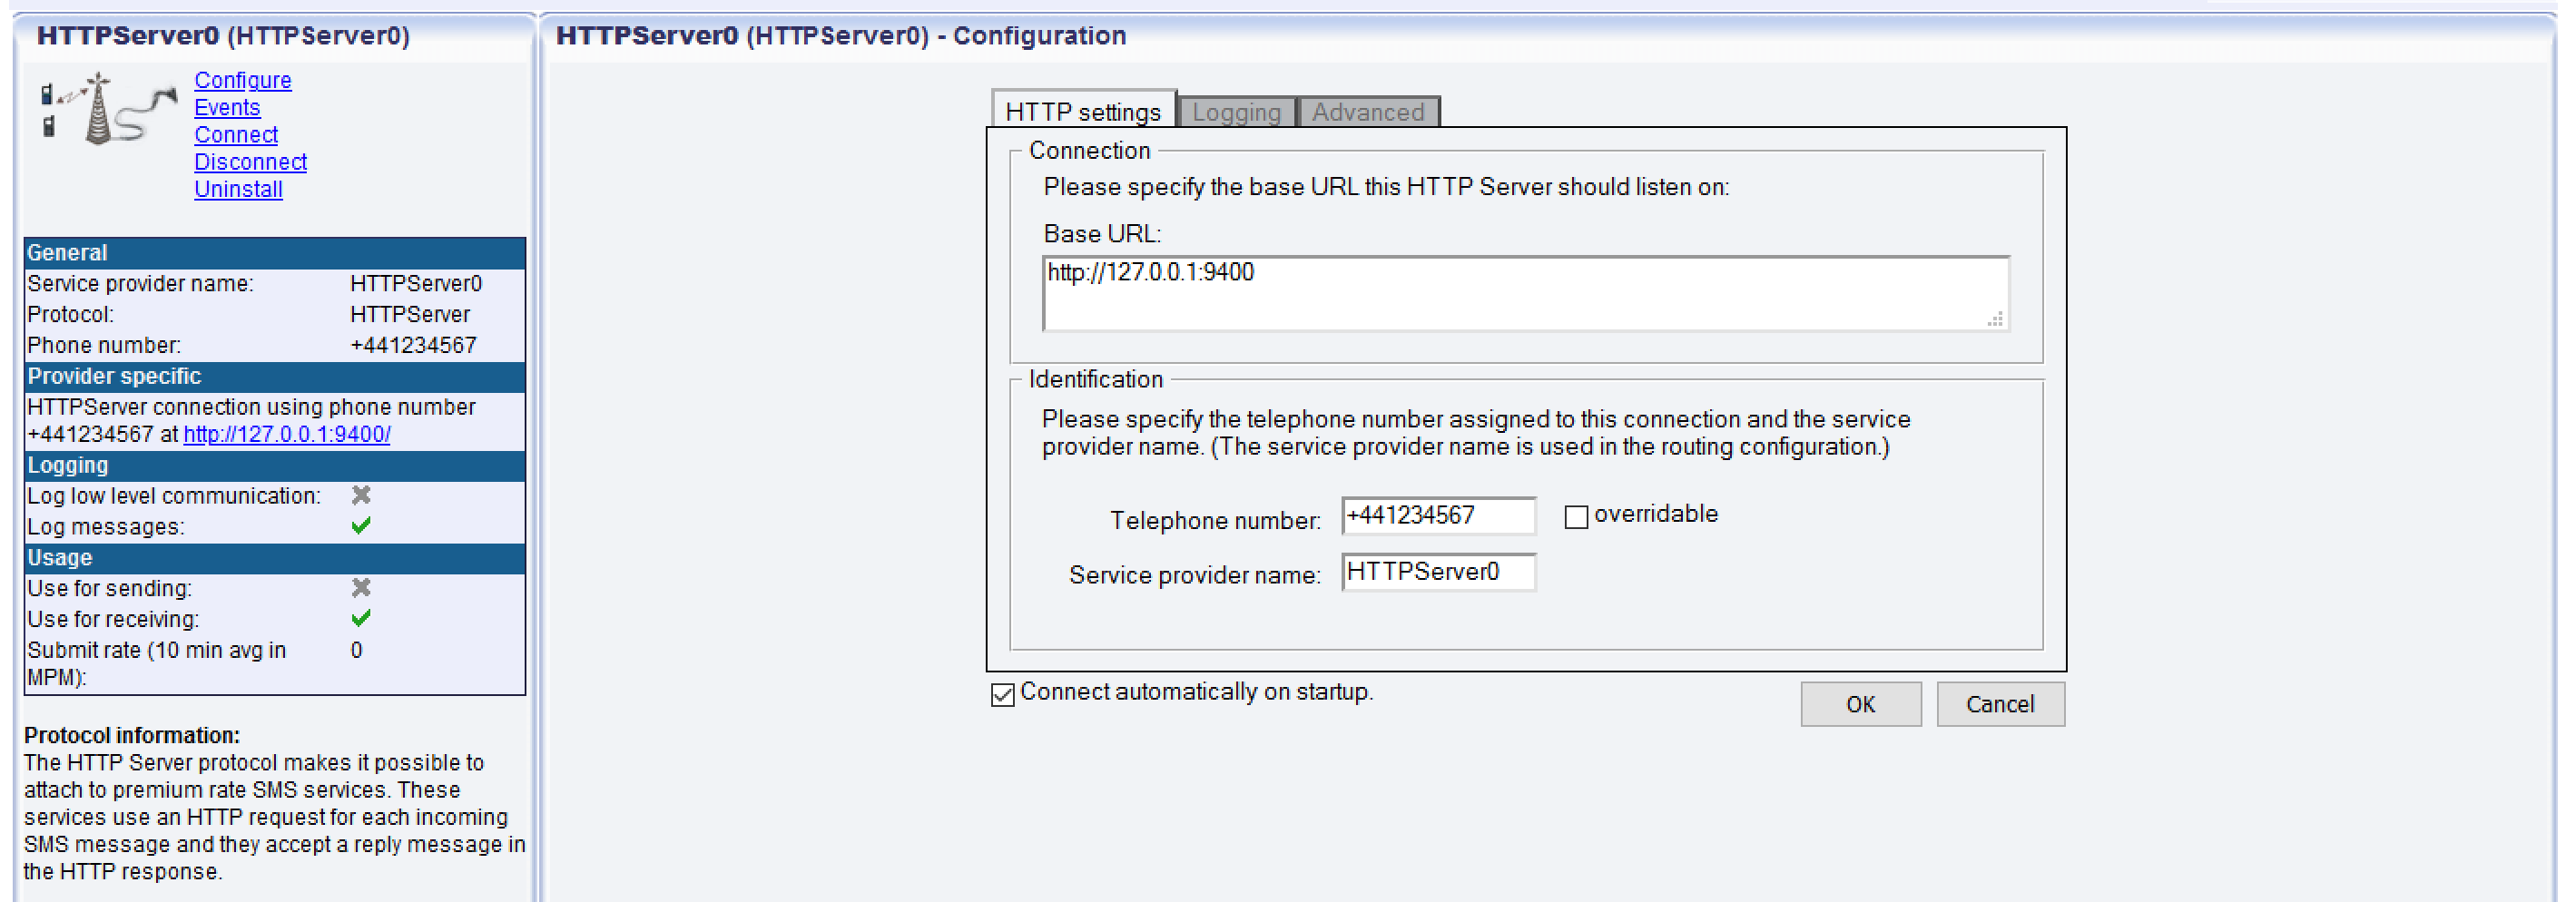 HTTPServer0 (HTTPServer0)
Configure
Events
Connect
Disconnect
Uninstall
General
Service provider name: HTTPServer0
Protocol: HTTPServer
Phone number: +441234567
Provider specific
HTTPServer connection using phone number
+441234567 at http://127.0.0.1:9400/
Logging
Log low level communication:
Log messages:
Usage
Use for sending:
Use for receiving:
Submit rate (10 min avg in 0
MPM):
Protocol information:
The HTTP Server protocol makes it possible to
attach to premium rate SMS services. These
services use an HTTP request for each incoming
SMS message and they accept a reply message in
the HTTP response.
HTTPServer0 (HTTPServer0) - Configuration
HTTP settings Logging Advanced
Connection
Please specify the base URL this HTTP Server should listen on:
Base URL:
http://127.0.0.1:9400
Identification
Please specify the telephone number assigned to this connection and the service
provider name. (The service provider name is used in the routing configuration.)
Telephone number: +441234567 overridable
Service provider name: HTTPServer0
Connect automatically on startup.
OK Cancel